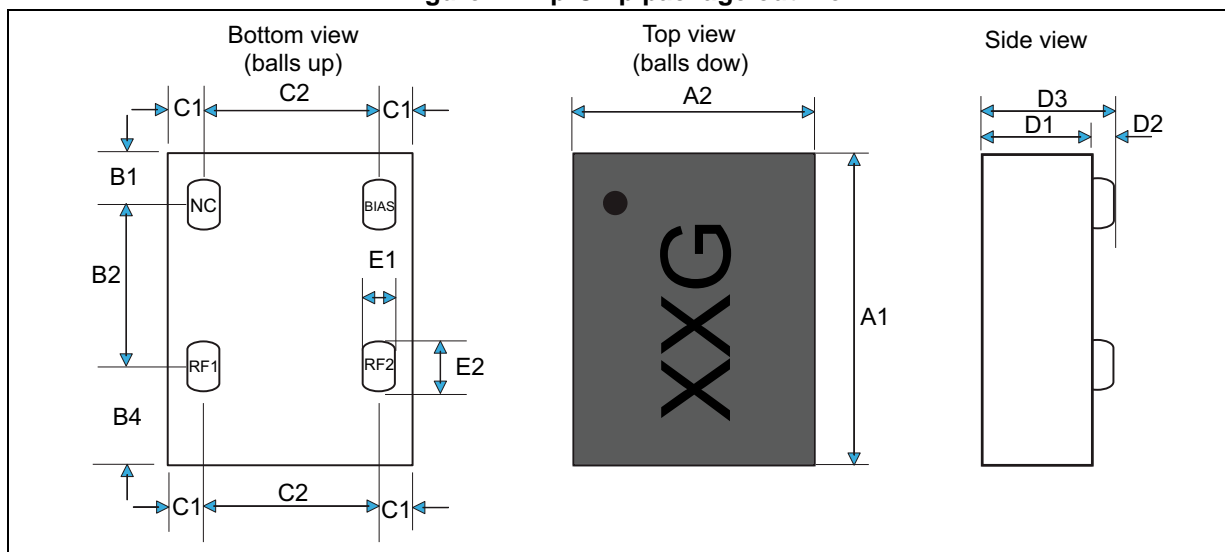 Bottom view
(balls up)
Top view
(balls dow)
Side view
C1
C2
C1
A2
D3
D1
D2
B1
NC
BIAS
B2
E1
A1
XXG
RF1
RF2
E2
B4
C1
C2
C1